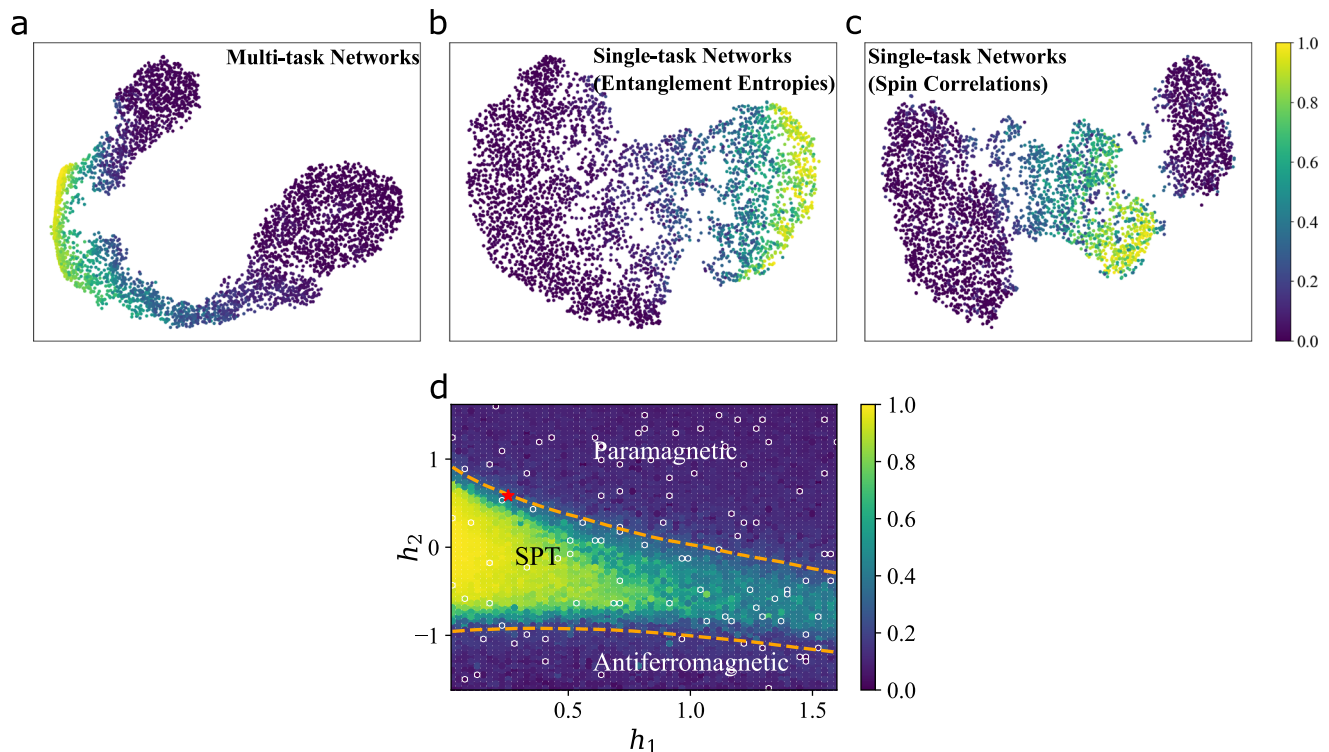 a
b
c
Multi-task Networks
Single-task Networks
(Entanglement Entropies)
Single-task Networks
(Spin Correlations)
1.0
0.8
0.6
0.4
0.2
0.0
d
Paramagnetic
SPT
Antiferromagnetic
1
0
−1
h₂
0.5
1.0
1.5
h₁
1.0
0.8
0.6
0.4
0.2
0.0